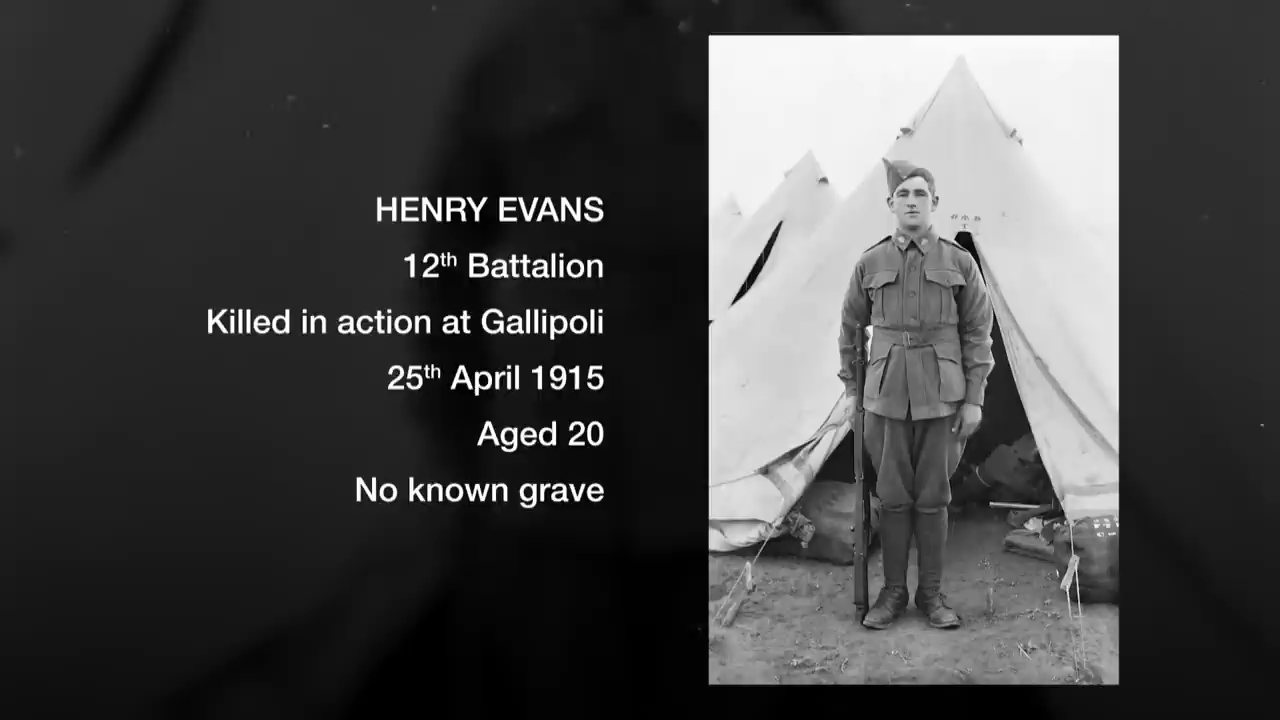 HENRY EVANS
12th Battalion
Killed in action at Gallipoli
25th April 1915
Aged 20
No known grave